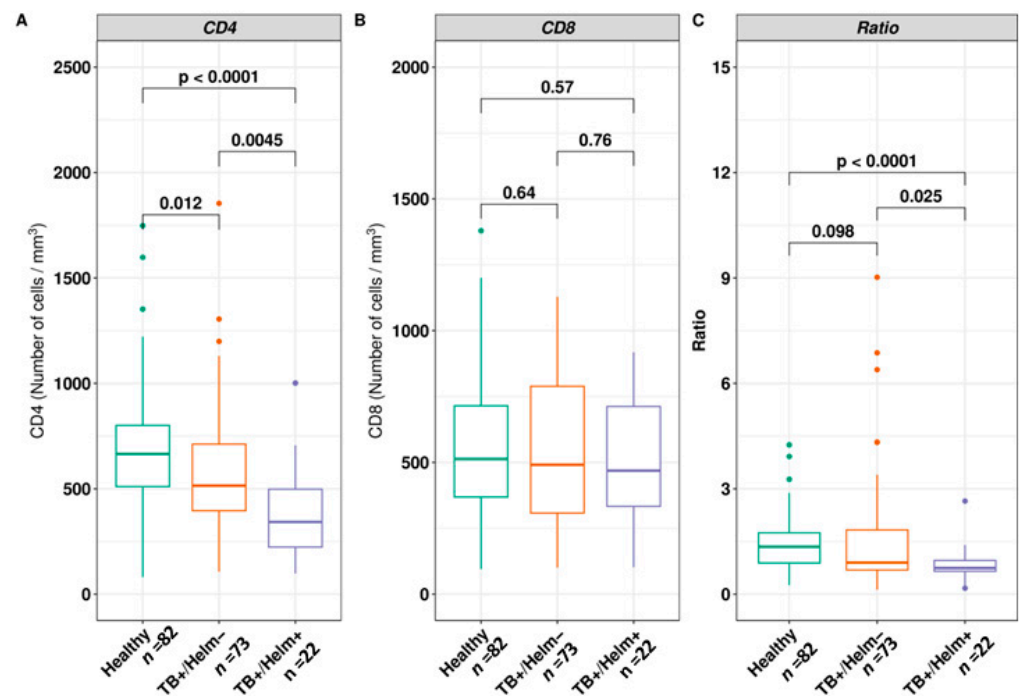 A
CD4
CD4 (Number of cells / mm³)
2500
2000
1500
1000
500
0
p < 0.0001
0.0045
0.012
Healthy
n =82
TB+/Helm−
n =73
TB+/Helm+
n =22
B
CD8
CD8 (Number of cells / mm³)
2000
1500
1000
500
0
0.57
0.76
0.64
Healthy
n =82
TB+/Helm−
n =73
TB+/Helm+
n =22
C
Ratio
Ratio
15
12
9
6
3
0
p < 0.0001
0.025
0.098
Healthy
n =82
TB+/Helm−
n =73
TB+/Helm+
n =22